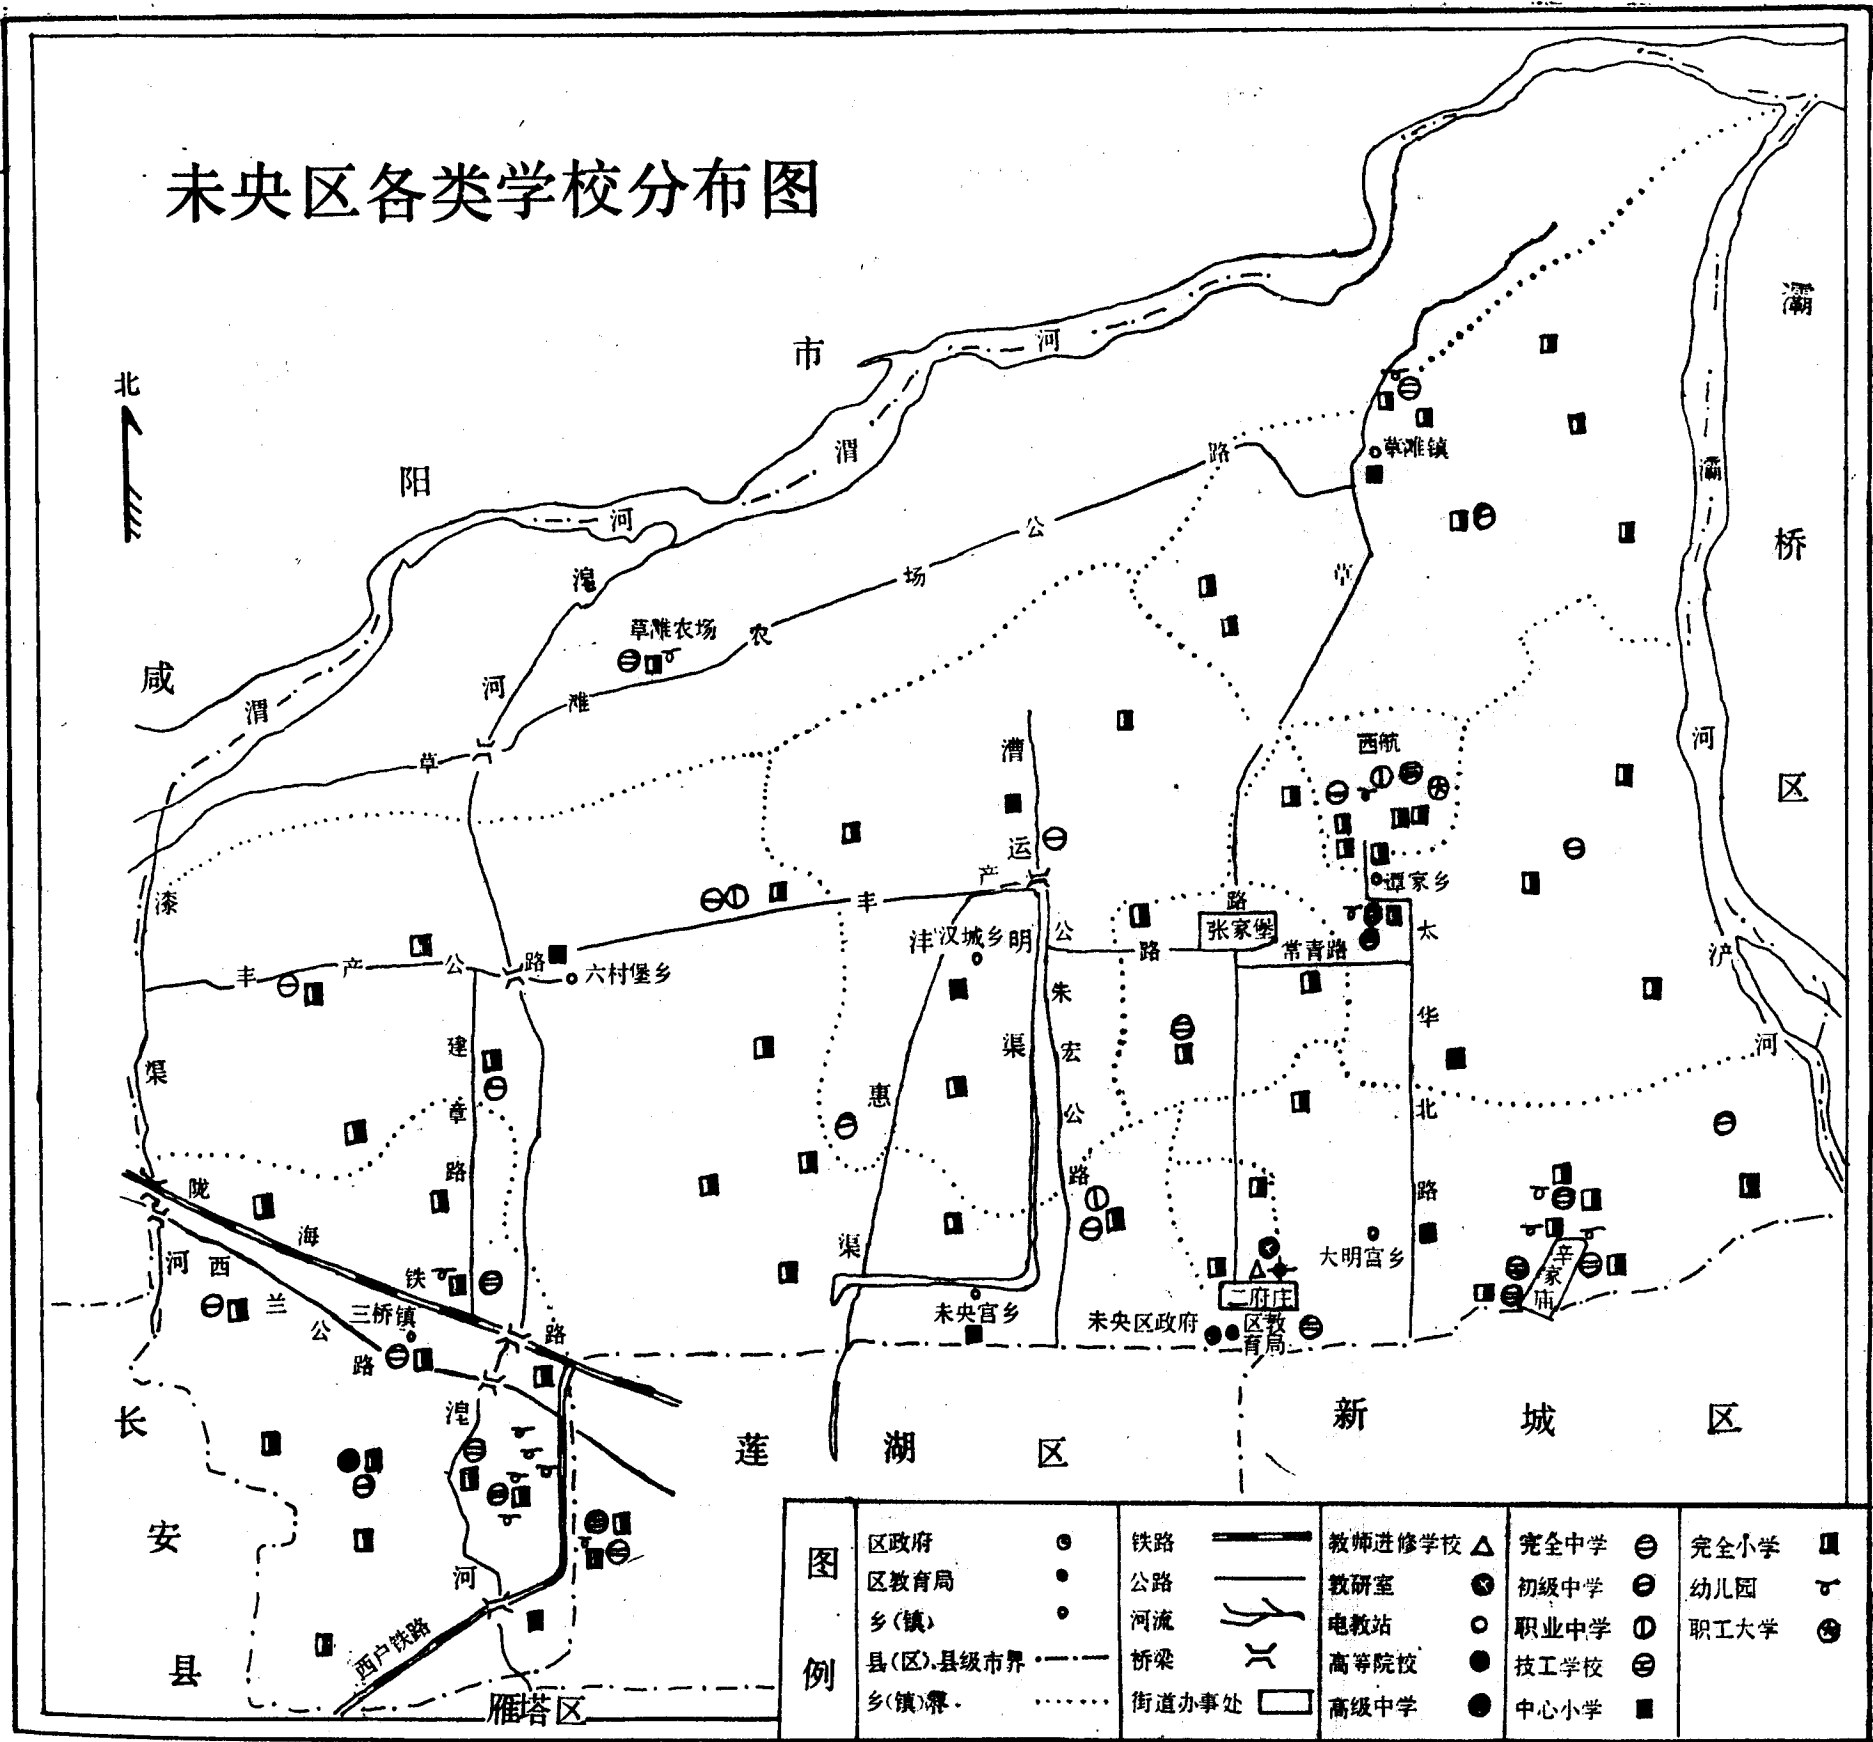 未央区各类学校分布图
北
咸
阳
市
渭
河
渭
河
灞
桥
区
灞
河
浐
河
草滩镇
草滩农场
草
滩
农
场
公
路
草
路
漕
运
明
渠
湟
河
西航
谭家乡
漆
渠
河
丰
产
公
路
丰
产
路
六村堡乡
沣
惠
渠
汉城乡
张家堡
常青路
太
华
北
路
朱
宏
公
路
公
建
章
路
陇
海
铁
路
西
兰
公
路
三桥镇
未央宫乡
未央区政府
二府庄
区教
育局
大明宫乡
辛
家
庙
长
安
县
湟
河
西户铁路
雁塔区
莲
湖
区
新
城
区
图
例
区政府
区教育局
乡(镇)
县(区)、县级市界
乡(镇)界
铁路
公路
河流
桥梁
街道办事处
教师进修学校
教研室
电教站
高等院校
高级中学
完全中学
初级中学
职业中学
技工学校
中心小学
完全小学
幼儿园
职工大学